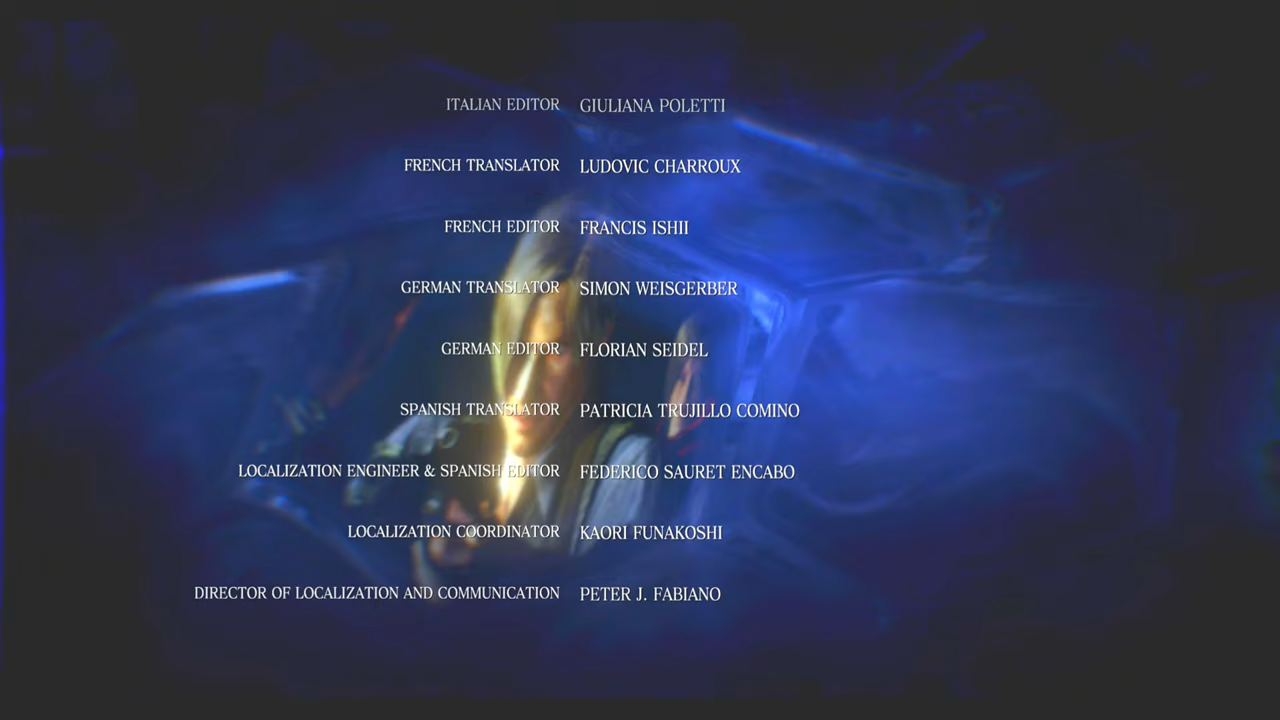 ITALIAN EDITOR GIULIANA POLETTI
FRENCH TRANSLATOR LUDOVIC CHARROUX
FRENCH EDITOR FRANCIS ISHII
GERMAN TRANSLATOR SIMON WEISGERBER
GERMAN EDITOR FLORIAN SEIDEL
SPANISH TRANSLATOR PATRICIA TRUJILLO COMINO
LOCALIZATION ENGINEER & SPANISH EDITOR FEDERICO SAURET ENCABO
LOCALIZATION COORDINATOR KAORI FUNAKOSHI
DIRECTOR OF LOCALIZATION AND COMMUNICATION PETER J. FABIANO